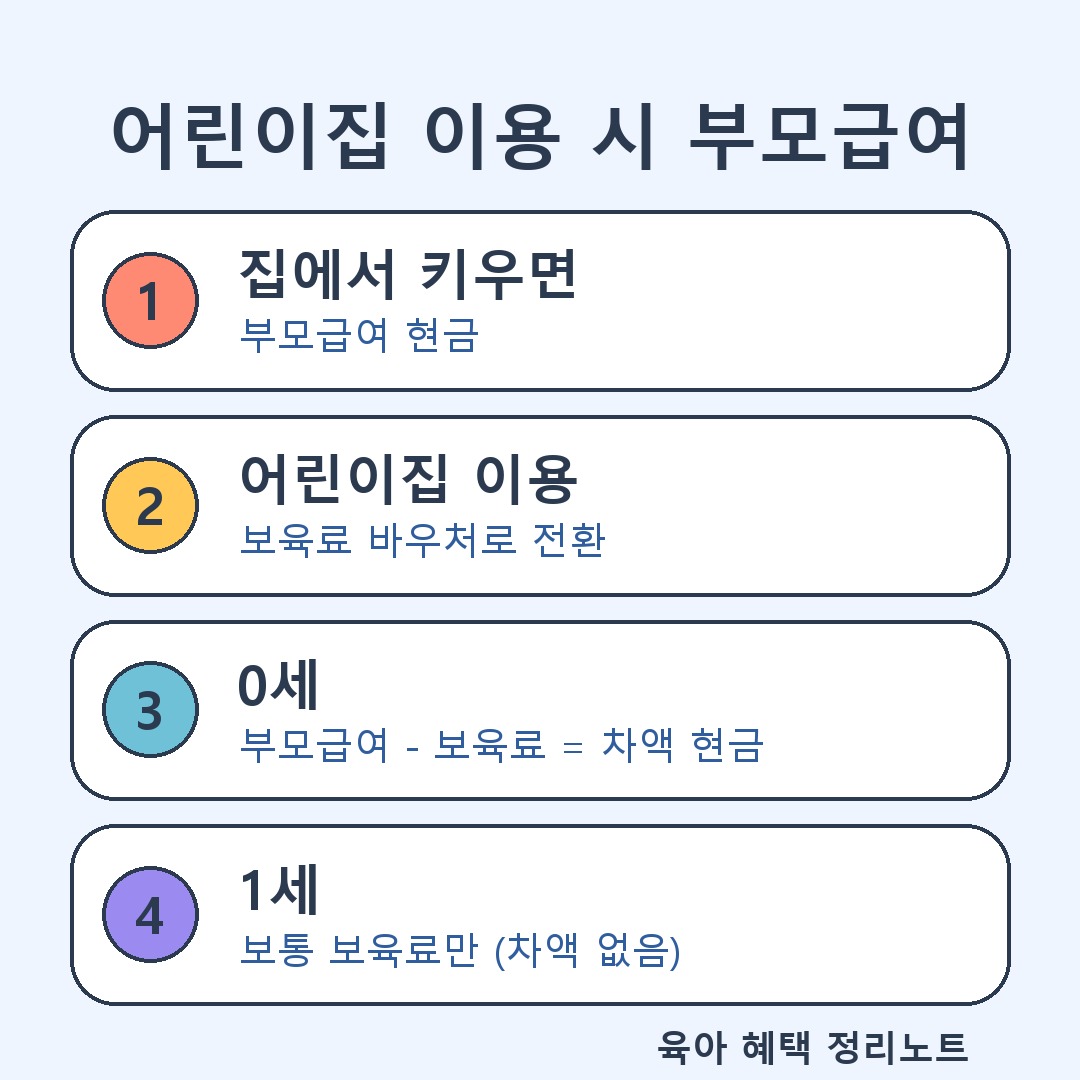 어린이집 이용 시 부모급여
1
집에서 키우면
부모급여 현금
2
어린이집 이용
보육료 바우처로 전환
3
0세
부모급여 - 보육료 = 차액 현금
4
1세
보통 보육료만 (차액 없음)
육아 혜택 정리노트